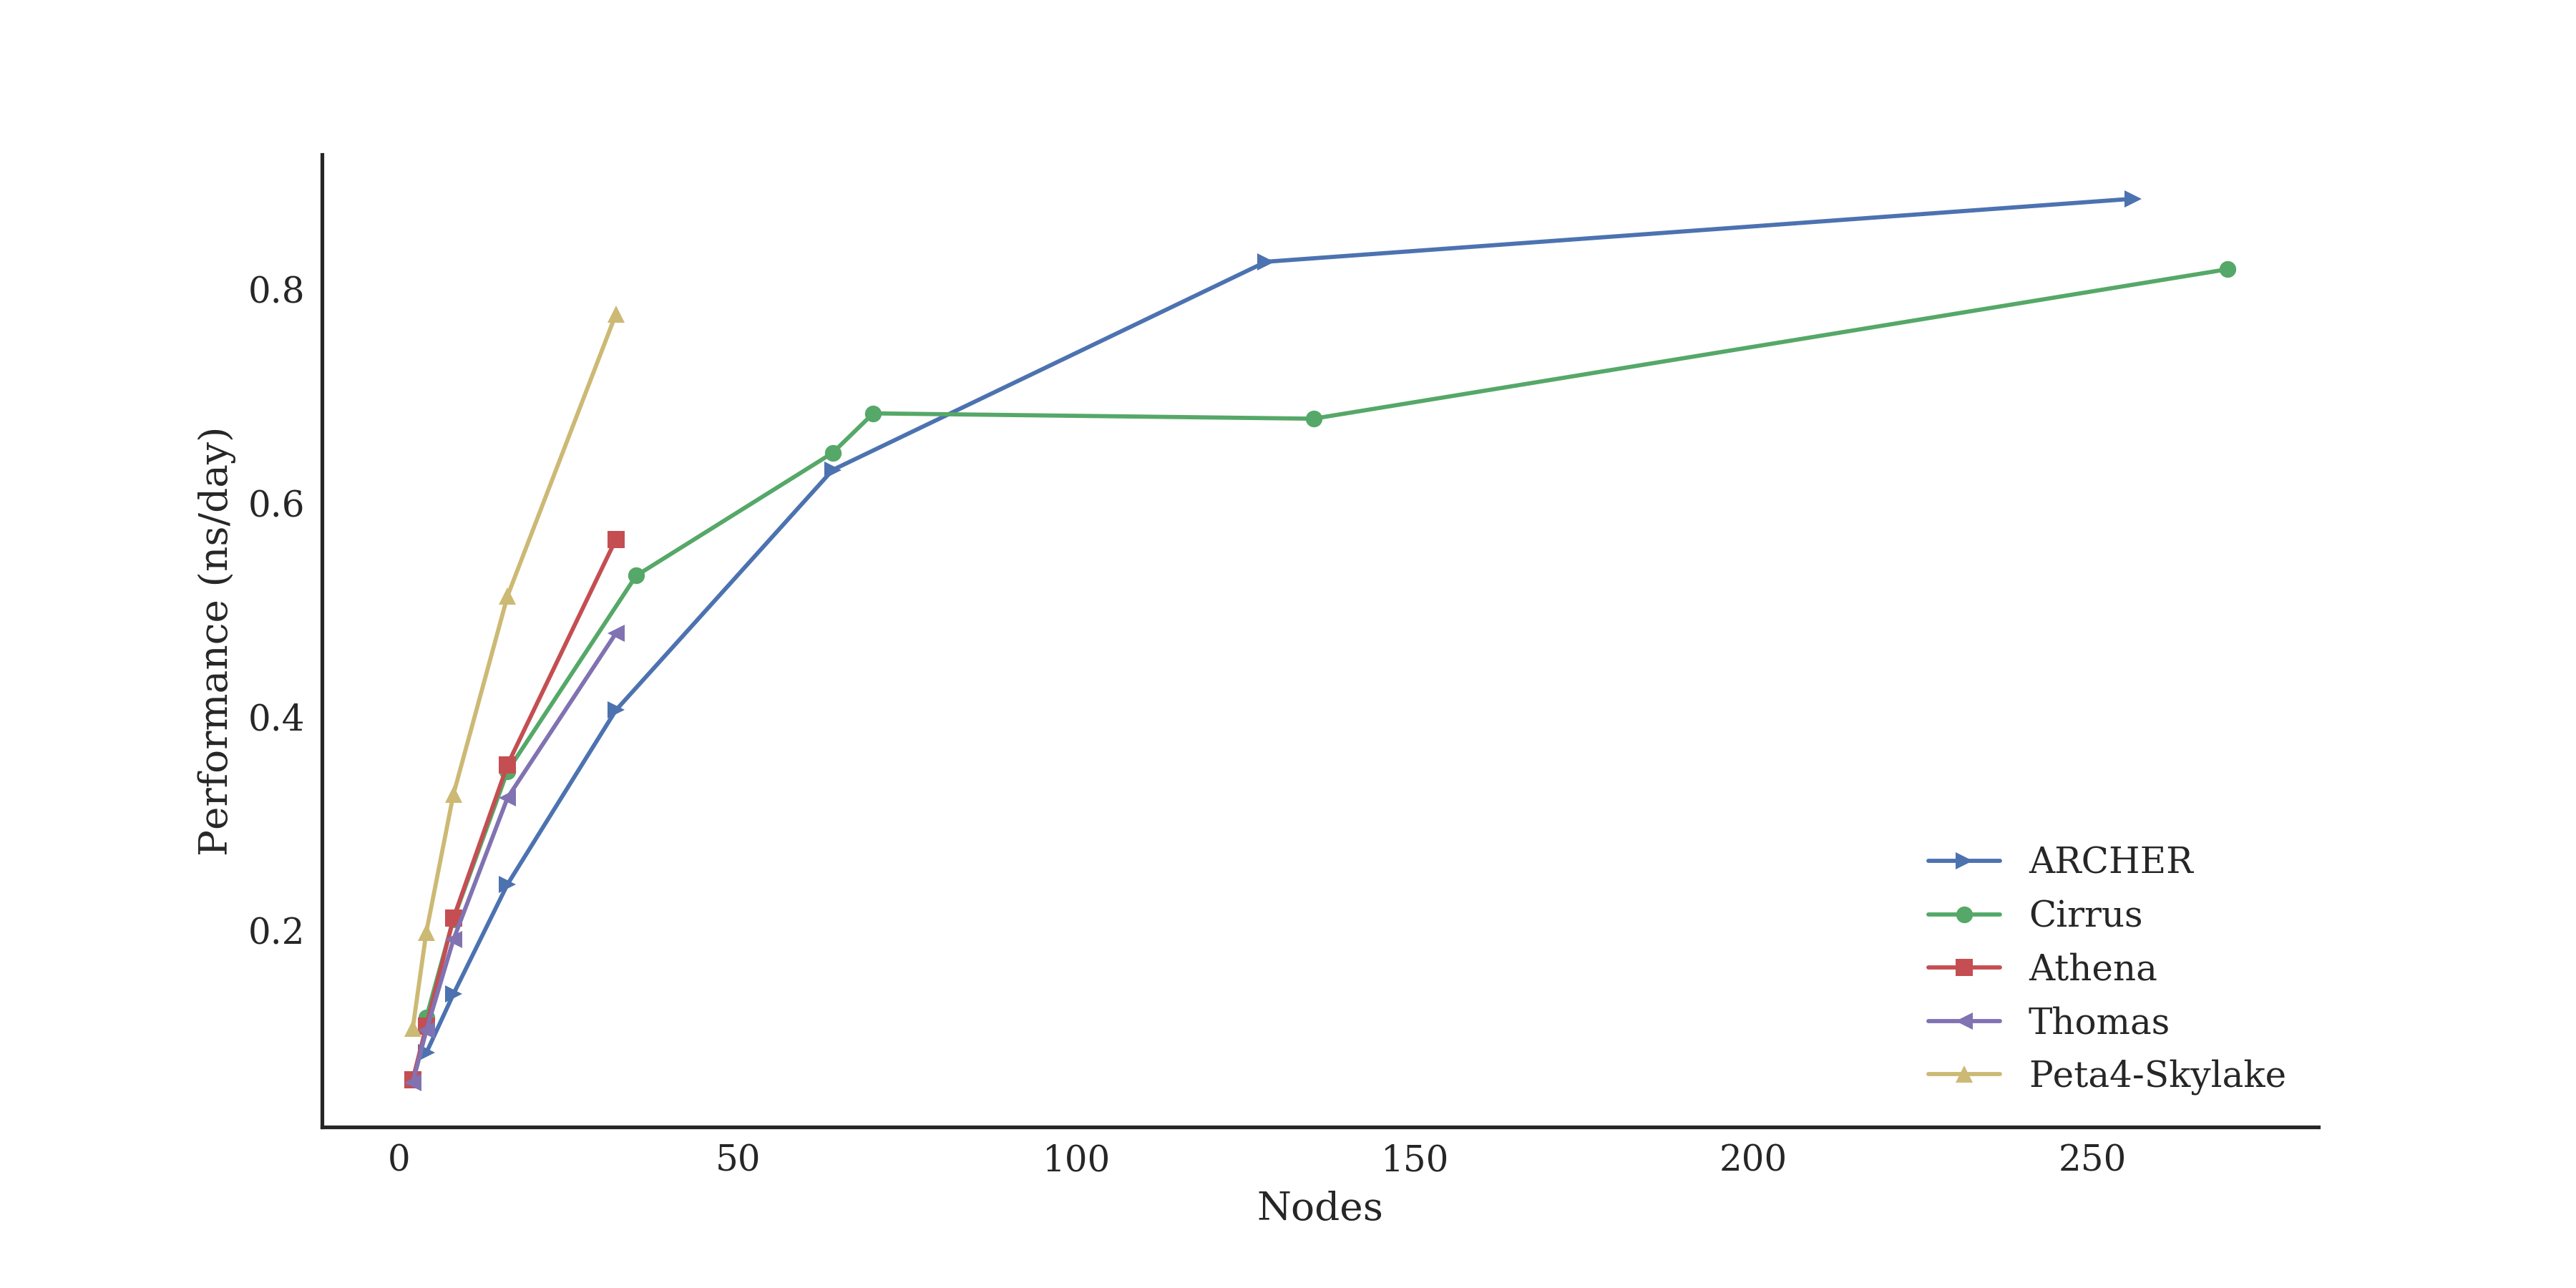 Performance (ns/day)
0.8
0.6
0.4
0.2
0 50 100 150 200 250
Nodes
ARCHER
Cirrus
Athena
Thomas
Peta4-Skylake